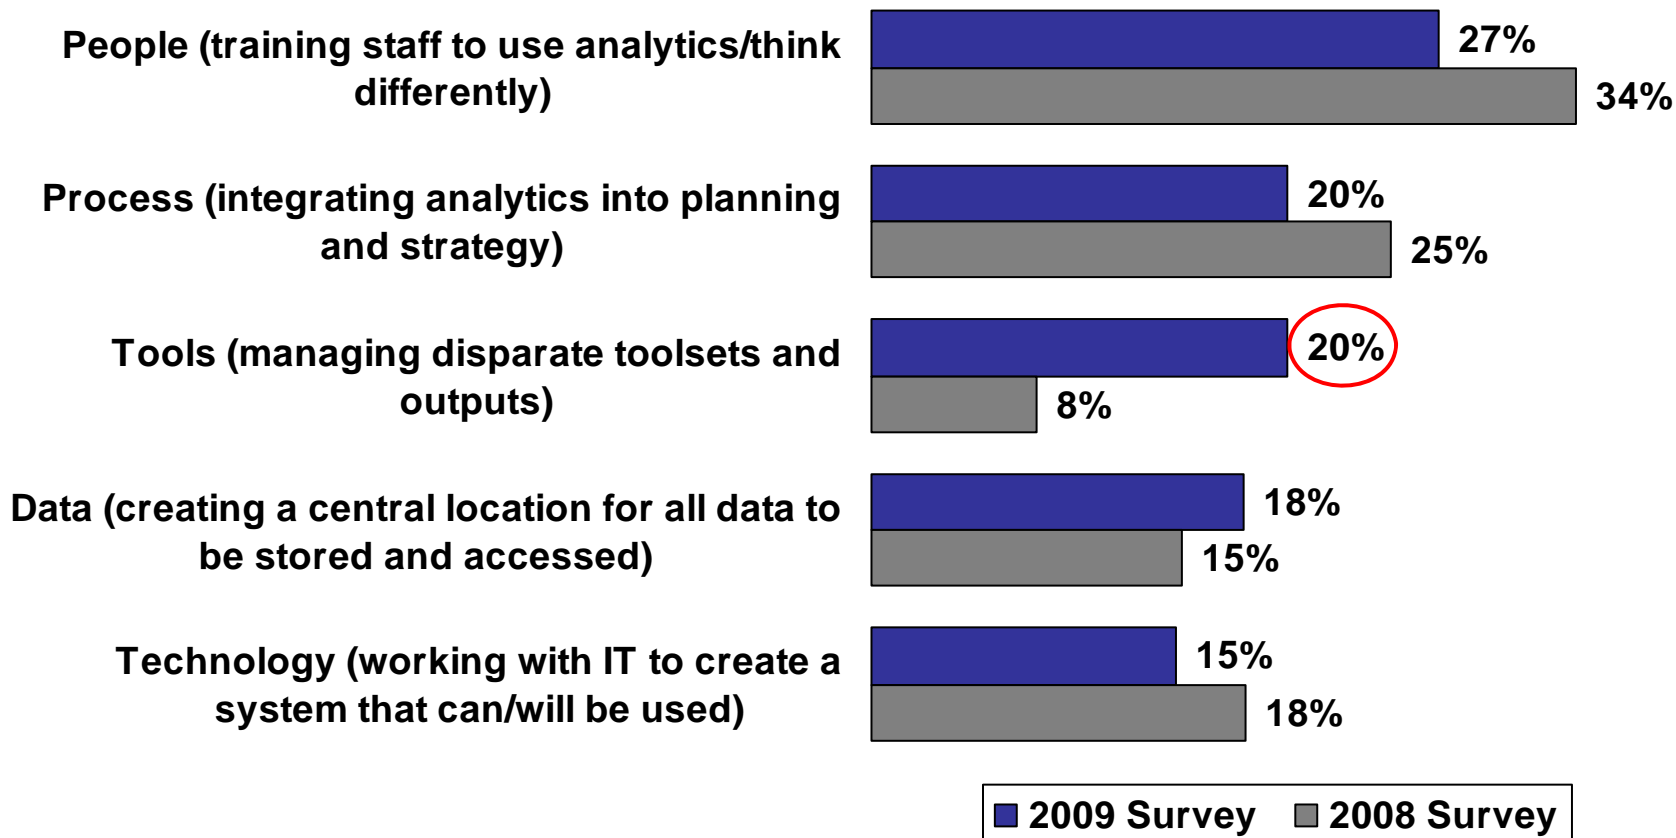 People (training staff to use analytics/think
differently)
27%
34%
Process (integrating analytics into planning
and strategy)
20%
25%
Tools (managing disparate toolsets and
outputs)
20%
8%
Data (creating a central location for all data to
be stored and accessed)
18%
15%
Technology (working with IT to create a
system that can/will be used)
15%
18%
2009 Survey 2008 Survey